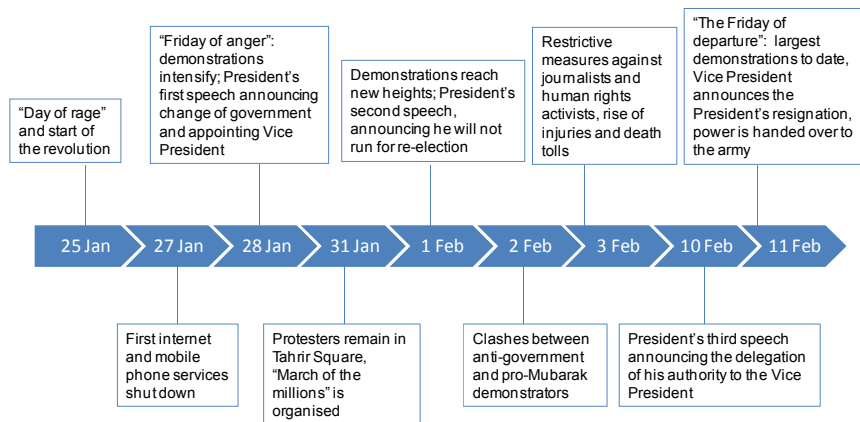 “Day of rage”
and start of
the revolution
“Friday of anger”:
demonstrations
intensify; President’s
first speech announcing
change of government
and appointing Vice
President
Demonstrations reach
new heights; President’s
second speech,
announcing he will not
run for re-election
Restrictive
measures against
journalists and
human rights
activists, rise of
injuries and death
tolls
“The Friday of
departure”: largest
demonstrations to date,
Vice President
announces the
President’s resignation,
power is handed over to
the army
25 Jan
27 Jan
28 Jan
31 Jan
1 Feb
2 Feb
3 Feb
10 Feb
11 Feb
First internet
and mobile
phone services
shut down
Protesters remain in
Tahrir Square,
“March of the
millions” is
organised
Clashes between
anti-government
and pro-Mubarak
demonstrators
President’s third speech
announcing the delegation
of his authority to the Vice
President